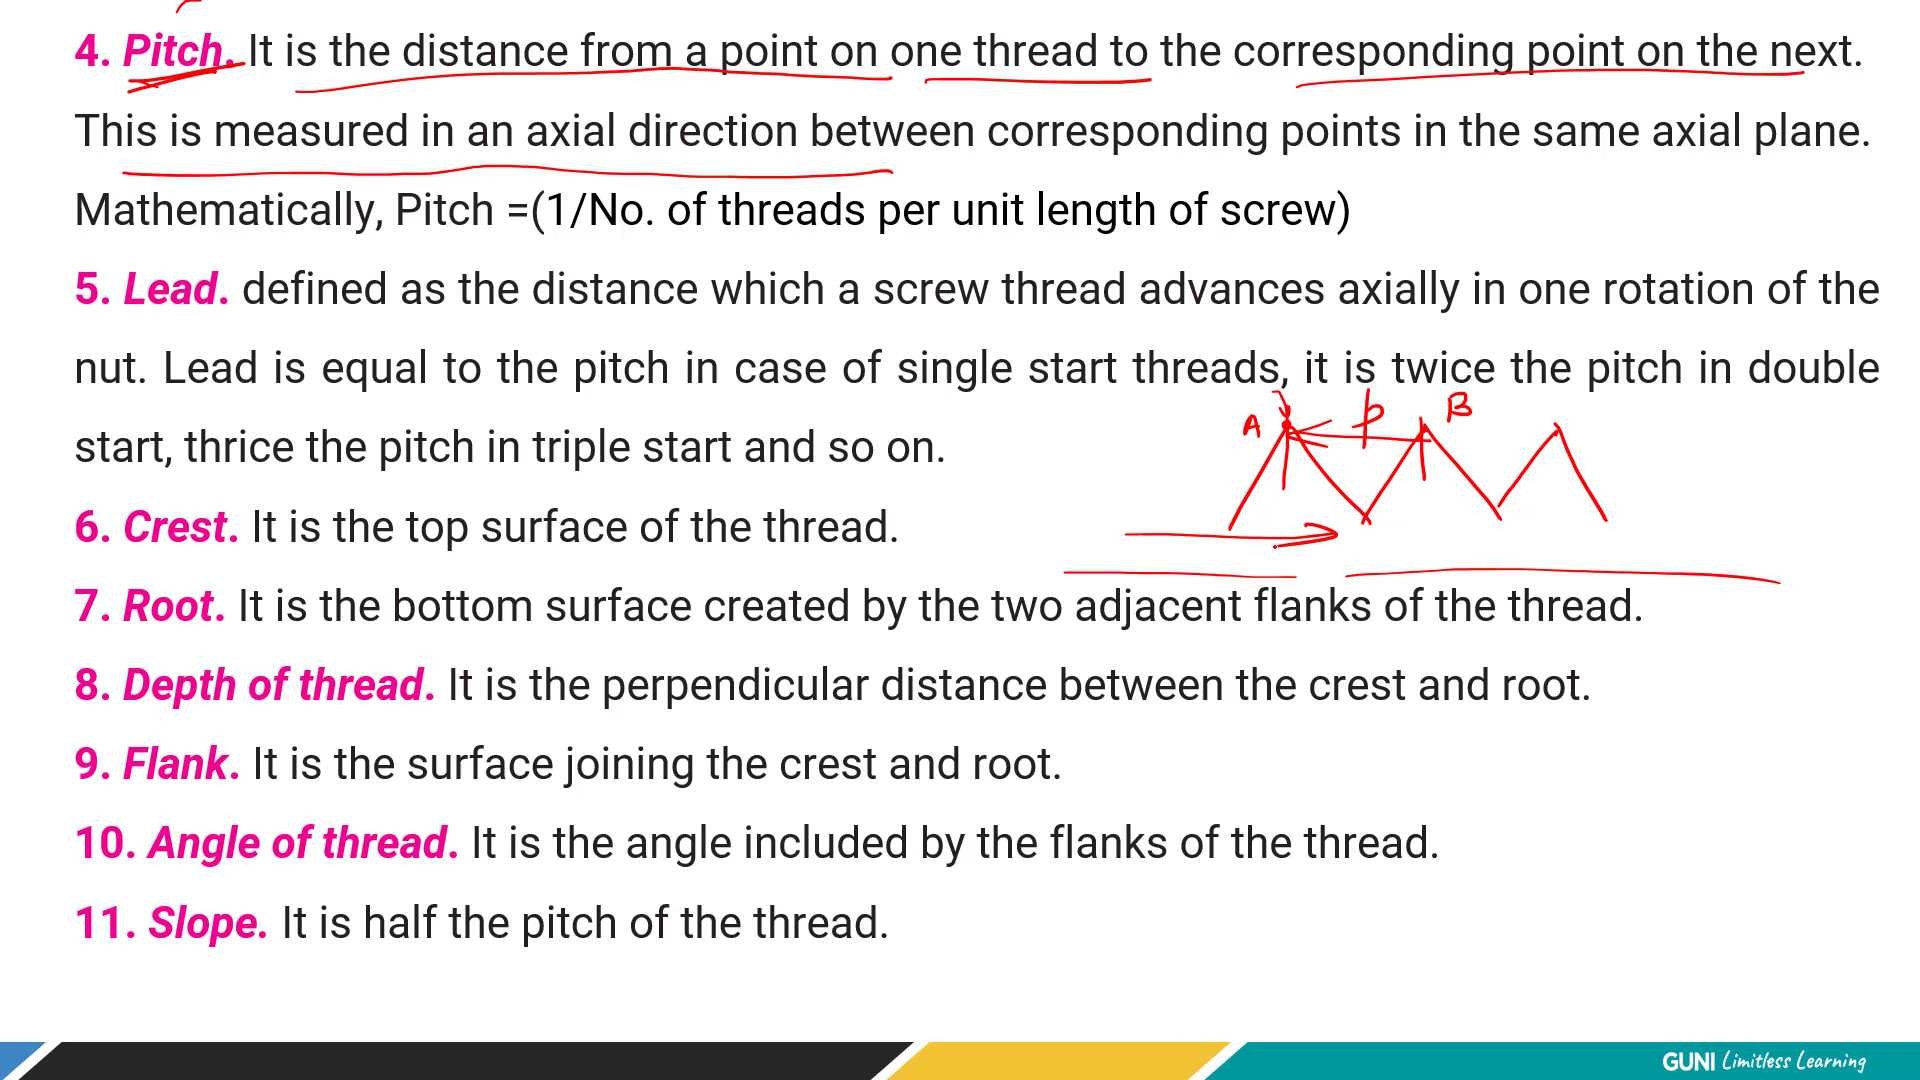 4. Pitch. It is the distance from a point on one thread to the corresponding point on the next.
This is measured in an axial direction between corresponding points in the same axial plane.
Mathematically, Pitch =(1/No. of threads per unit length of screw)
5. Lead. defined as the distance which a screw thread advances axially in one rotation of the
nut. Lead is equal to the pitch in case of single start threads, it is twice the pitch in double
start, thrice the pitch in triple start and so on.
A p B
6. Crest. It is the top surface of the thread.
7. Root. It is the bottom surface created by the two adjacent flanks of the thread.
8. Depth of thread. It is the perpendicular distance between the crest and root.
9. Flank. It is the surface joining the crest and root.
10. Angle of thread. It is the angle included by the flanks of the thread.
11. Slope. It is half the pitch of the thread.
GUNI Limitless Learning